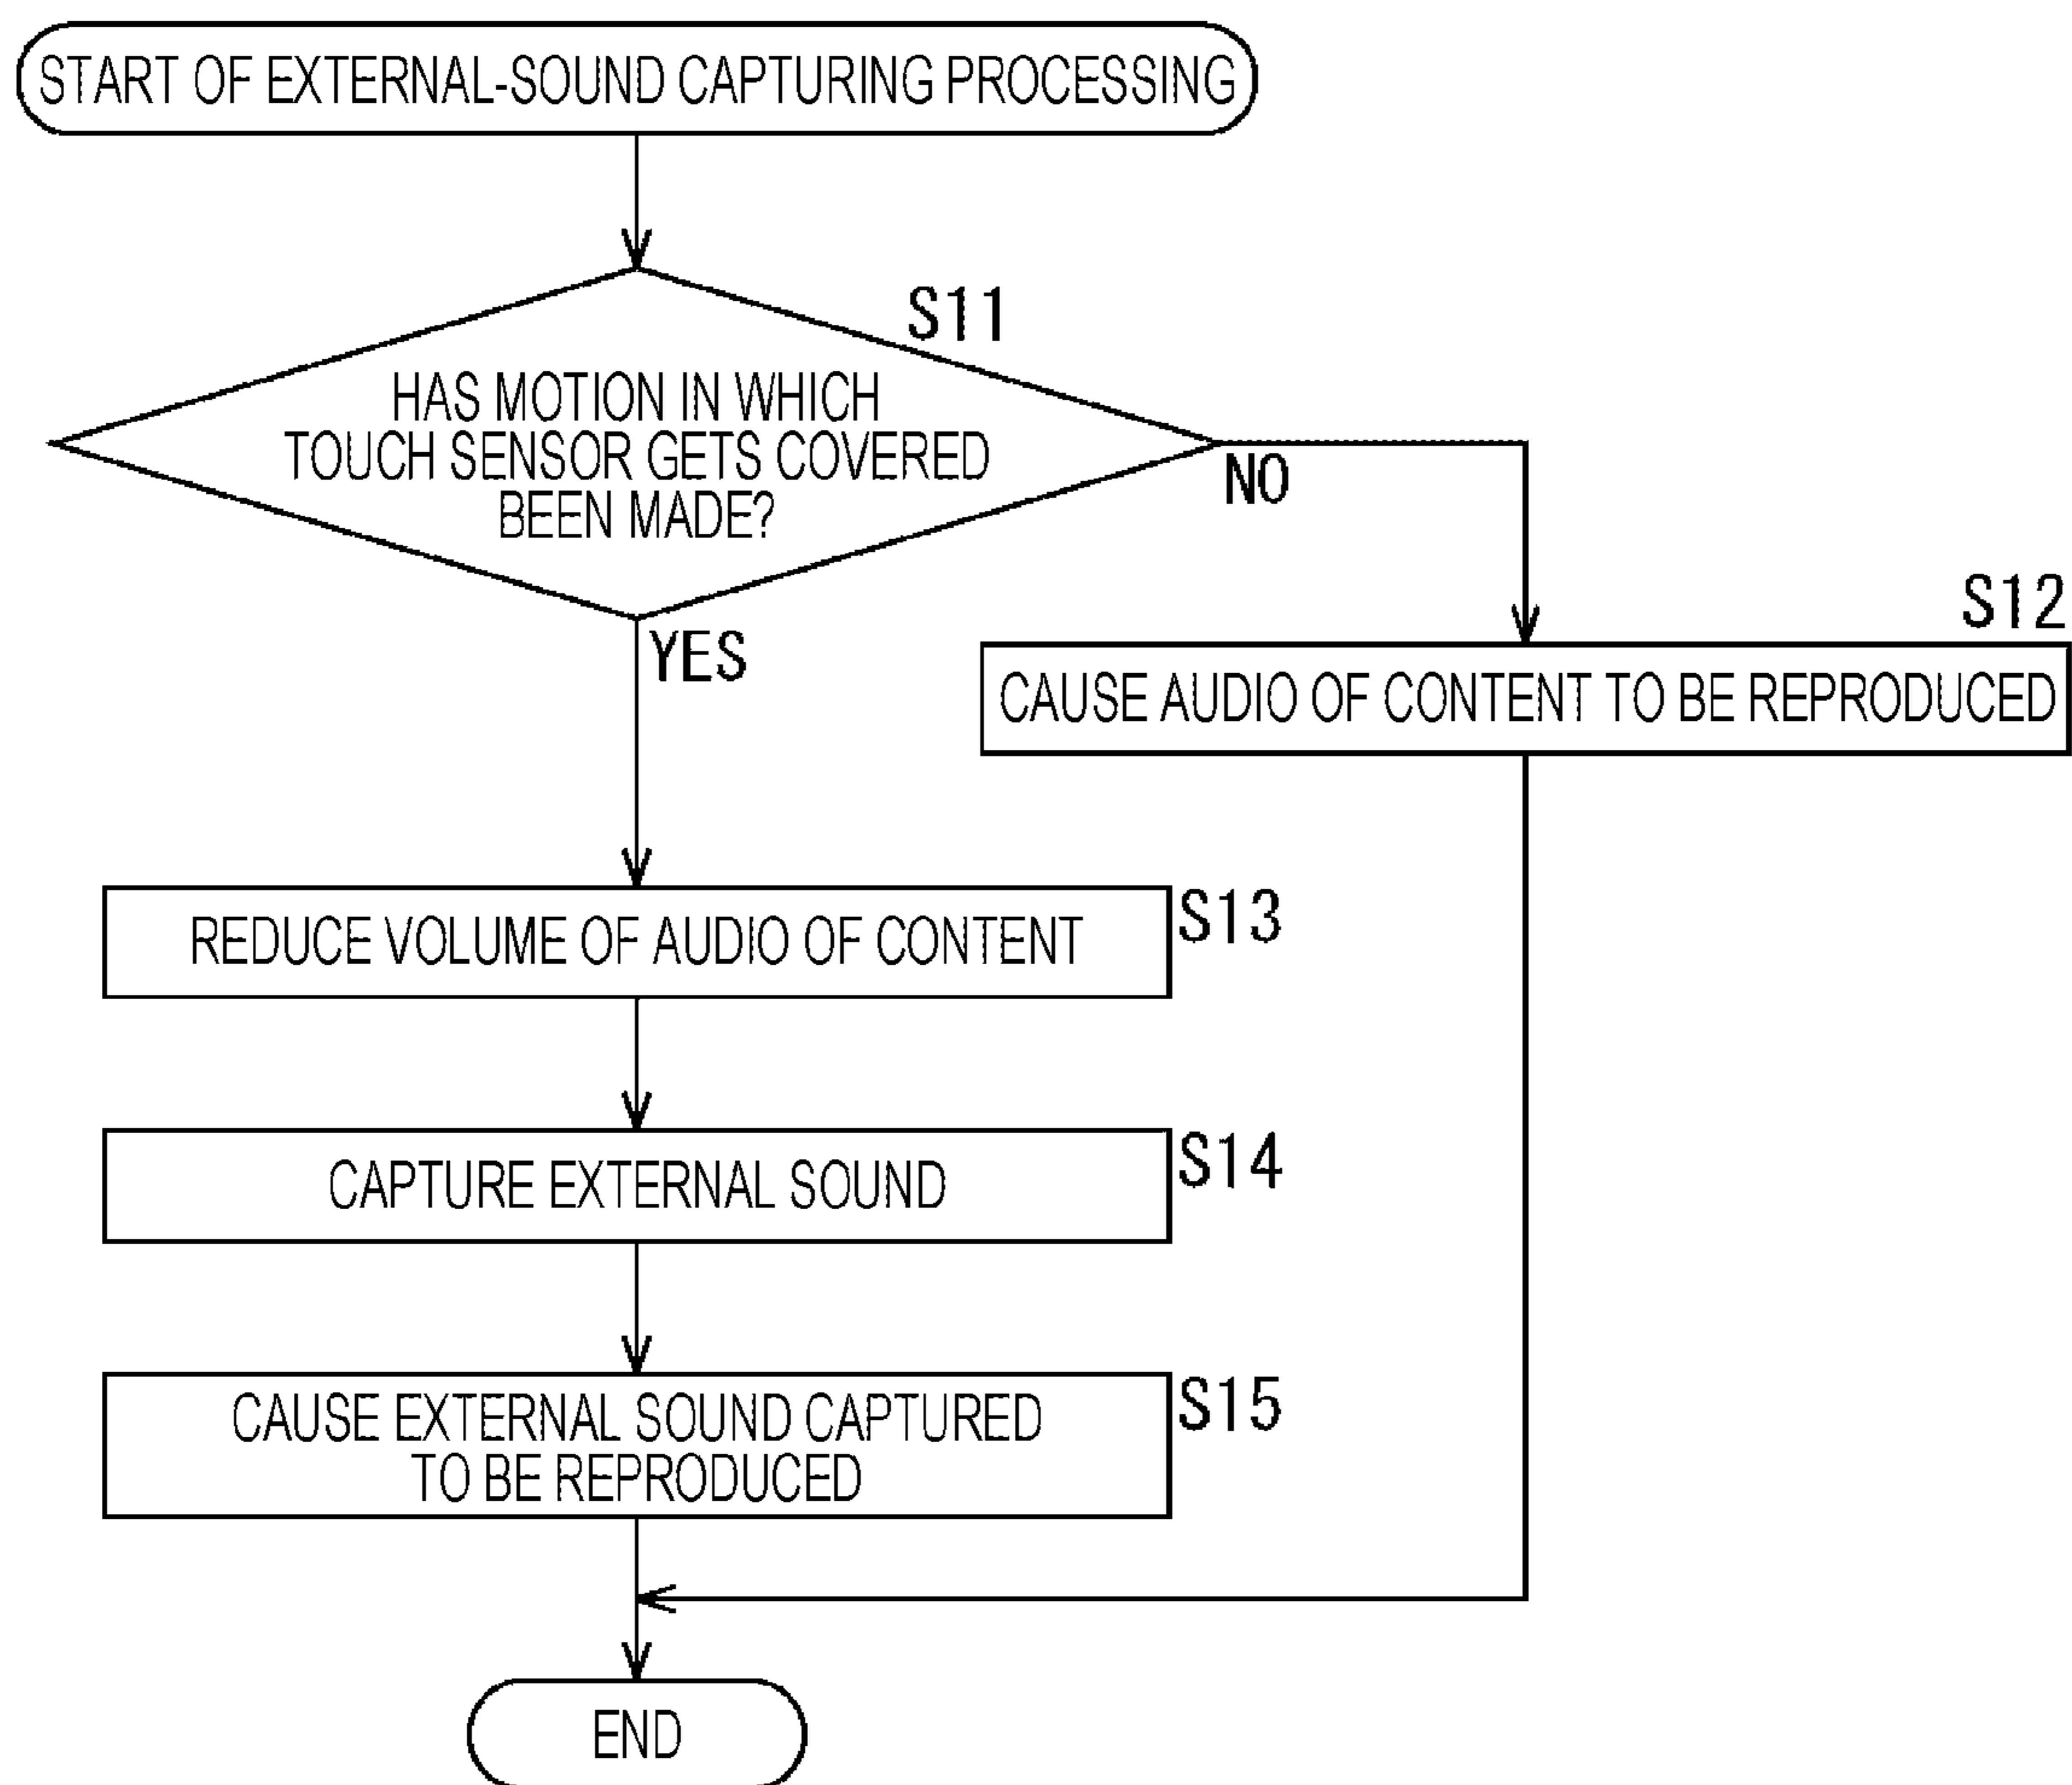 START OF EXTERNAL-SOUND CAPTURING PROCESSING
S11
HAS MOTION IN WHICH
TOUCH SENSOR GETS COVERED
BEEN MADE?
NO
YES
S12
CAUSE AUDIO OF CONTENT TO BE REPRODUCED
REDUCE VOLUME OF AUDIO OF CONTENT
S13
CAPTURE EXTERNAL SOUND
S14
CAUSE EXTERNAL SOUND CAPTURED
TO BE REPRODUCED
S15
END